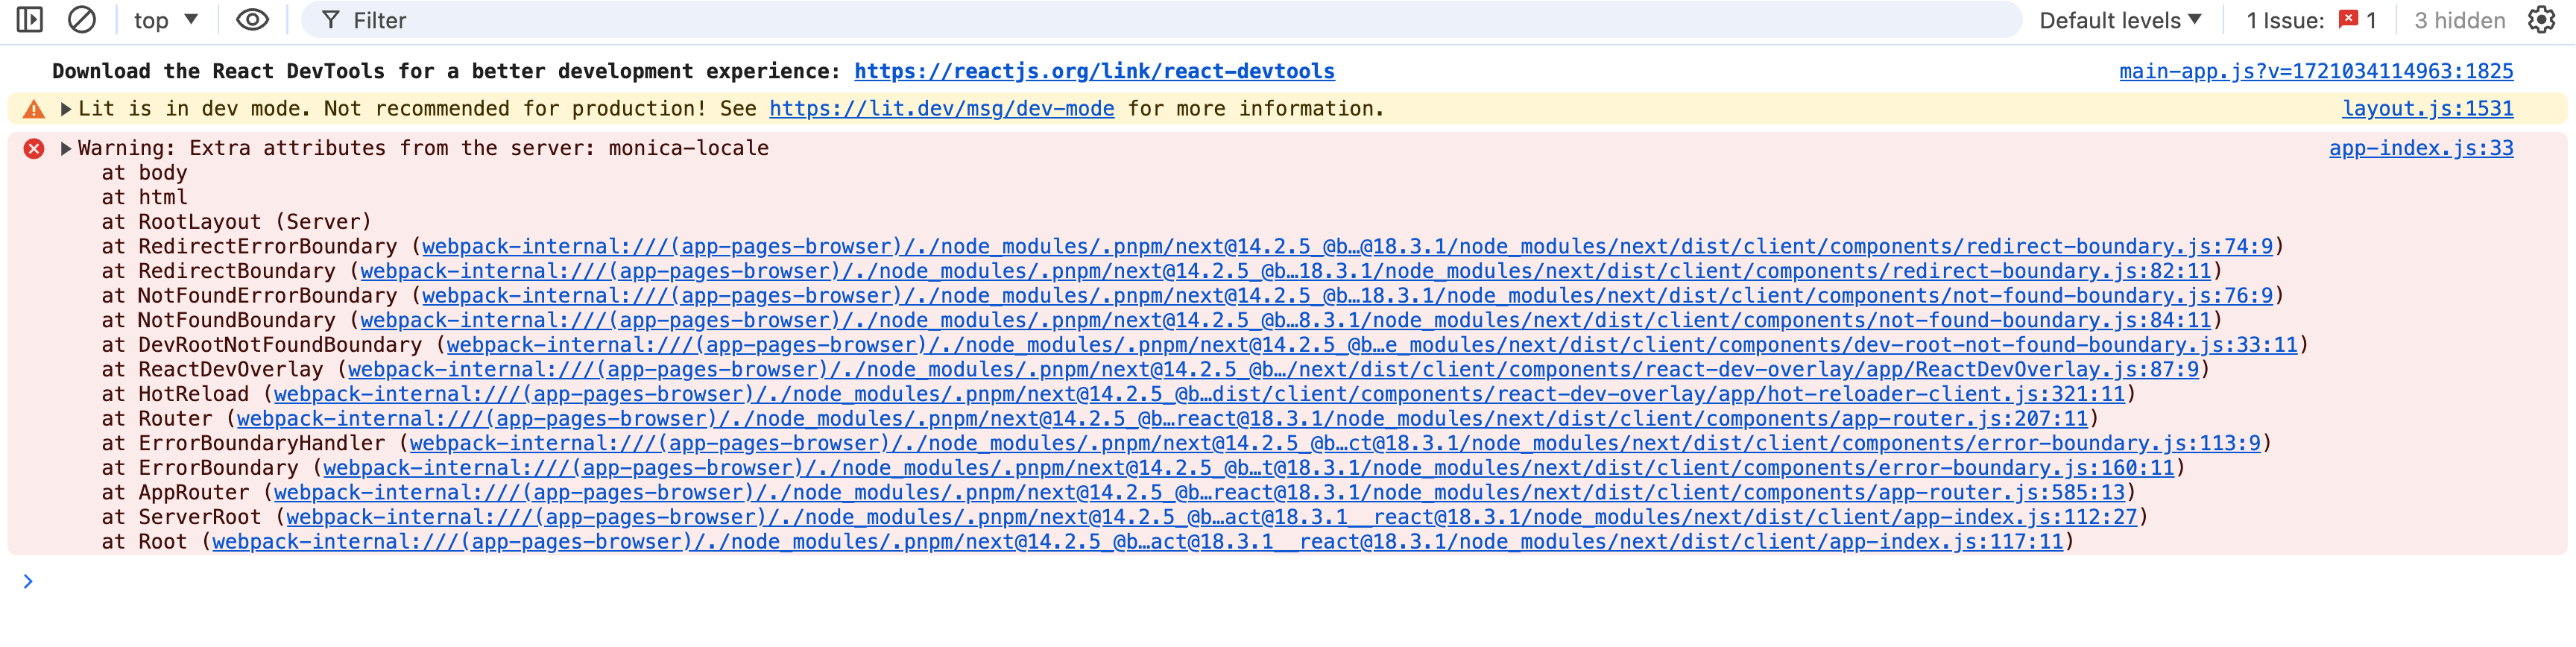 top ▼ Filter Default levels ▼ 1 Issue: 1 3 hidden
Download the React DevTools for a better development experience: https://reactjs.org/link/react-devtools main-app.js?v=1721034114963:1825
Lit is in dev mode. Not recommended for production! See https://lit.dev/msg/dev-mode for more information. layout.js:1531
Warning: Extra attributes from the server: monica-locale app-index.js:33
at body
at html
at RootLayout (Server)
at RedirectErrorBoundary (webpack-internal:///(app-pages-browser)/./node_modules/.pnpm/next@14.2.5_@b…@18.3.1/node_modules/next/dist/client/components/redirect-boundary.js:74:9)
at RedirectBoundary (webpack-internal:///(app-pages-browser)/./node_modules/.pnpm/next@14.2.5_@b…18.3.1/node_modules/next/dist/client/components/redirect-boundary.js:82:11)
at NotFoundErrorBoundary (webpack-internal:///(app-pages-browser)/./node_modules/.pnpm/next@14.2.5_@b…18.3.1/node_modules/next/dist/client/components/not-found-boundary.js:76:9)
at NotFoundBoundary (webpack-internal:///(app-pages-browser)/./node_modules/.pnpm/next@14.2.5_@b…8.3.1/node_modules/next/dist/client/components/not-found-boundary.js:84:11)
at DevRootNotFoundBoundary (webpack-internal:///(app-pages-browser)/./node_modules/.pnpm/next@14.2.5_@b…e_modules/next/dist/client/components/dev-root-not-found-boundary.js:33:11)
at ReactDevOverlay (webpack-internal:///(app-pages-browser)/./node_modules/.pnpm/next@14.2.5_@b…/next/dist/client/components/react-dev-overlay/app/ReactDevOverlay.js:87:9)
at HotReload (webpack-internal:///(app-pages-browser)/./node_modules/.pnpm/next@14.2.5_@b…dist/client/components/react-dev-overlay/app/hot-reloader-client.js:321:11)
at Router (webpack-internal:///(app-pages-browser)/./node_modules/.pnpm/next@14.2.5_@b…react@18.3.1/node_modules/next/dist/client/components/app-router.js:207:11)
at ErrorBoundaryHandler (webpack-internal:///(app-pages-browser)/./node_modules/.pnpm/next@14.2.5_@b…ct@18.3.1/node_modules/next/dist/client/components/error-boundary.js:113:9)
at ErrorBoundary (webpack-internal:///(app-pages-browser)/./node_modules/.pnpm/next@14.2.5_@b…t@18.3.1/node_modules/next/dist/client/components/error-boundary.js:160:11)
at AppRouter (webpack-internal:///(app-pages-browser)/./node_modules/.pnpm/next@14.2.5_@b…react@18.3.1/node_modules/next/dist/client/components/app-router.js:585:13)
at ServerRoot (webpack-internal:///(app-pages-browser)/./node_modules/.pnpm/next@14.2.5_@b…act@18.3.1__react@18.3.1/node_modules/next/dist/client/app-index.js:112:27)
at Root (webpack-internal:///(app-pages-browser)/./node_modules/.pnpm/next@14.2.5_@b…act@18.3.1__react@18.3.1/node_modules/next/dist/client/app-index.js:117:11)